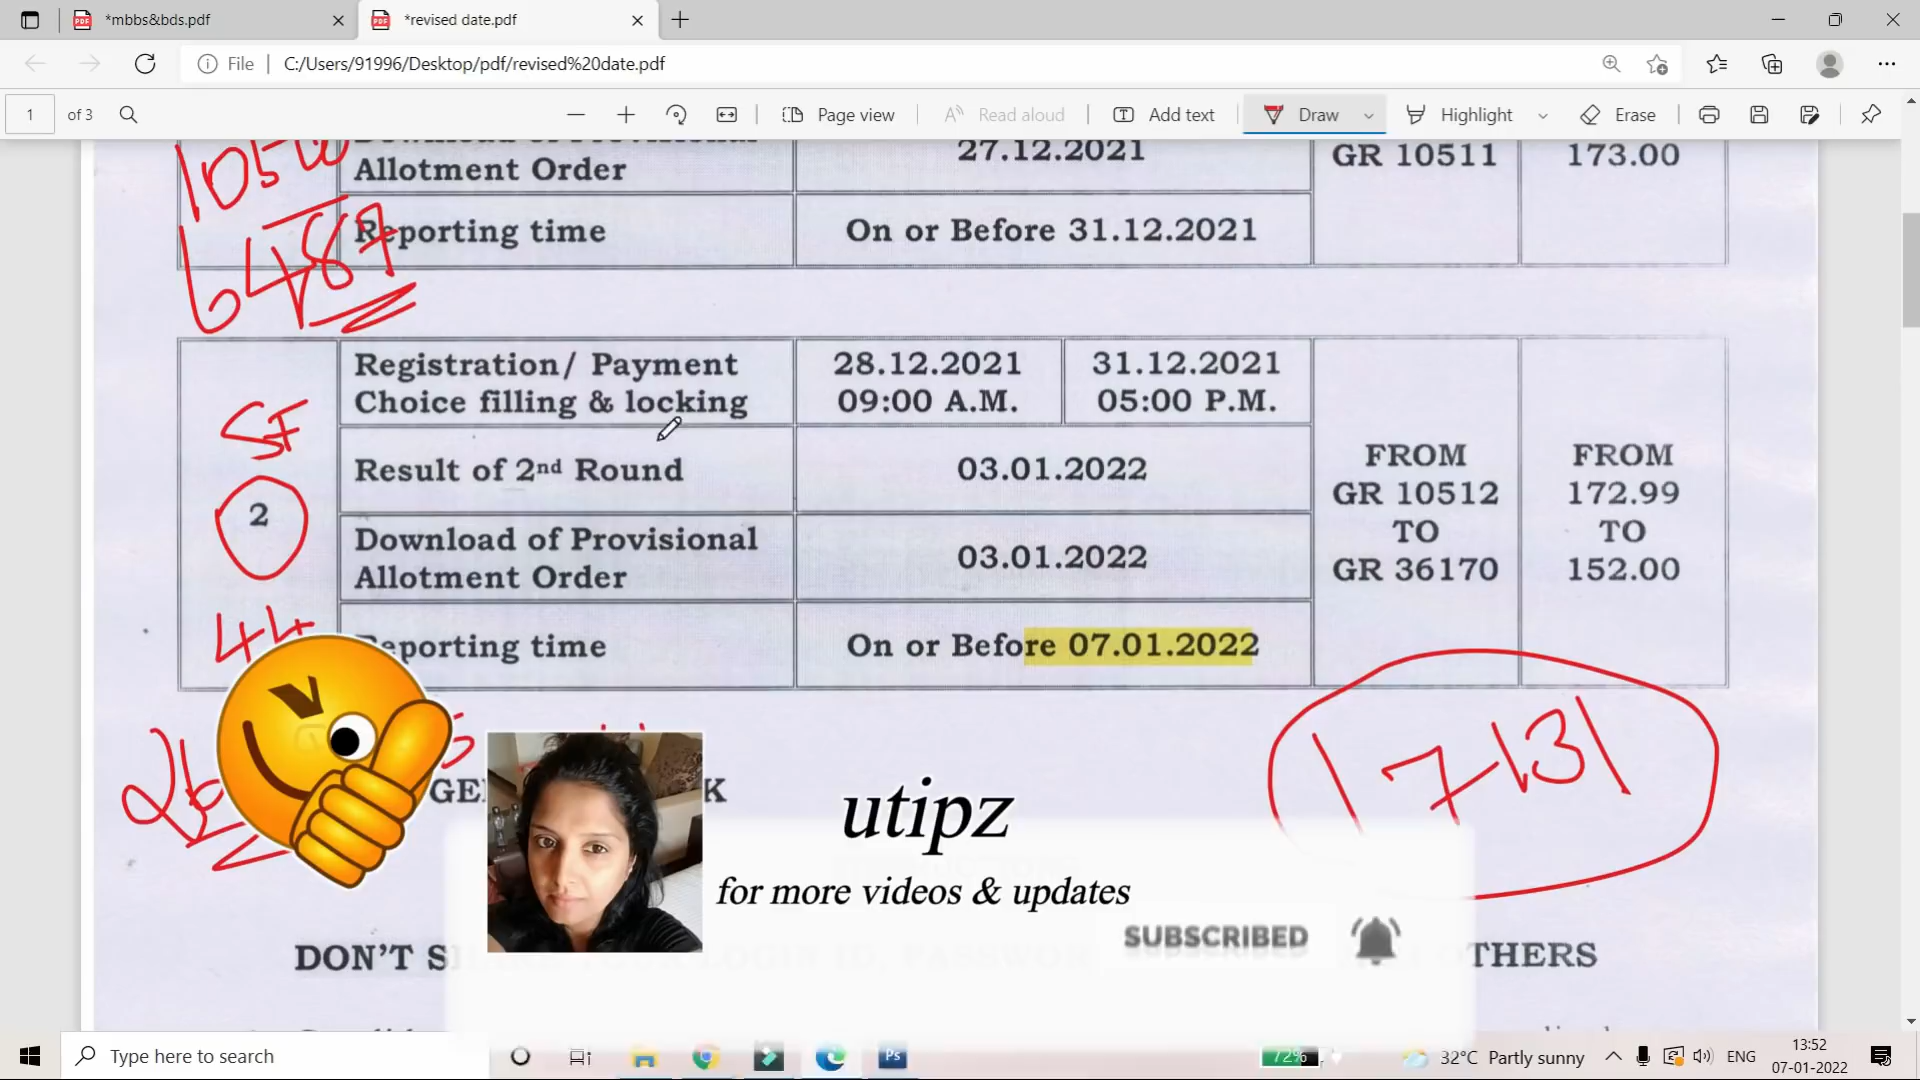 *mbbs&bds.pdf
*revised date.pdf
File
C:/Users/91996/Desktop/pdf/revised%20date.pdf
1 of 3
Page view
Read aloud
Add text
Draw
Highlight
Erase
Allotment Order
27.12.2021
GR 10511
173.00
Reporting time
On or Before 31.12.2021
6487
Registration/ Payment
Choice filling & locking
28.12.2021
09:00 A.M.
31.12.2021
05:00 P.M.
SF
2
Result of 2nd Round
03.01.2022
Download of Provisional
Allotment Order
03.01.2022
Reporting time
On or Before 07.01.2022
FROM
GR 10512
TO
GR 36170
FROM
172.99
TO
152.00
44
17131
utipz
for more videos & updates
SUBSCRIBED
DON'T S
THERS
Type here to search
Ps
72%
32°C Partly sunny
ENG
13:52
07-01-2022